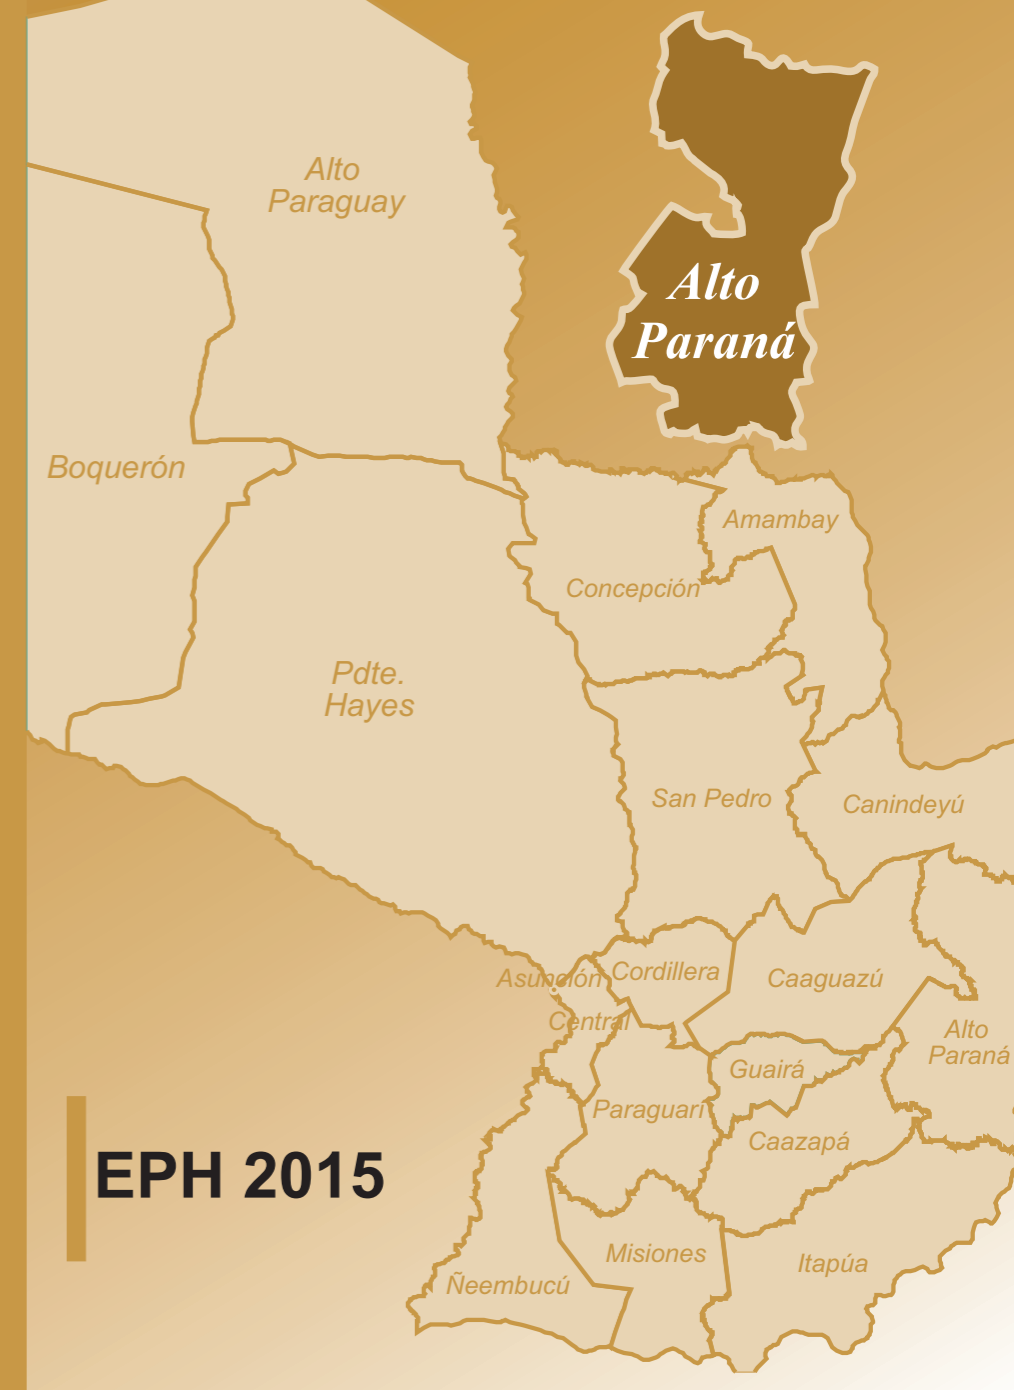 Alto
Paraguay
Alto
Paraná
Boquerón
Amambay
Concepción
Pdte.
Hayes
San Pedro
Canindeyú
Asunción
Cordillera
Caaguazú
Central
Alto
Paraná
Guairá
Paraguarí
Caazapá
EPH 2015
Misiones
Itapúa
Ñeembucú